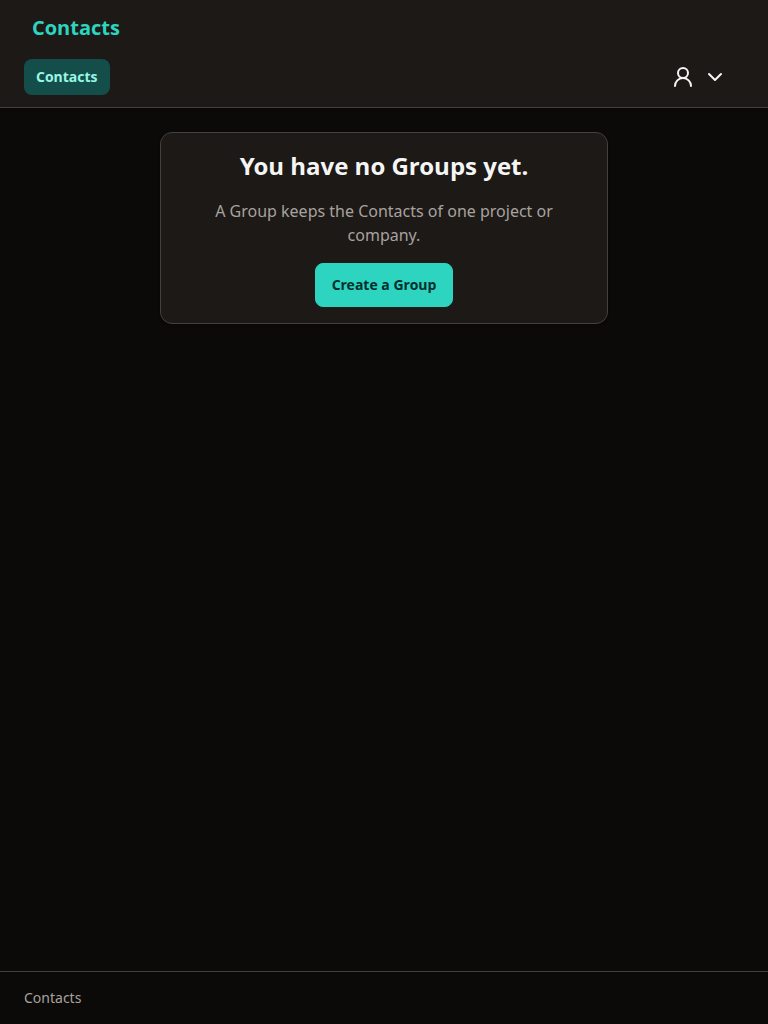 Contacts
Contacts
You have no Groups yet.
A Group keeps the Contacts of one project or
company.
Create a Group
Contacts